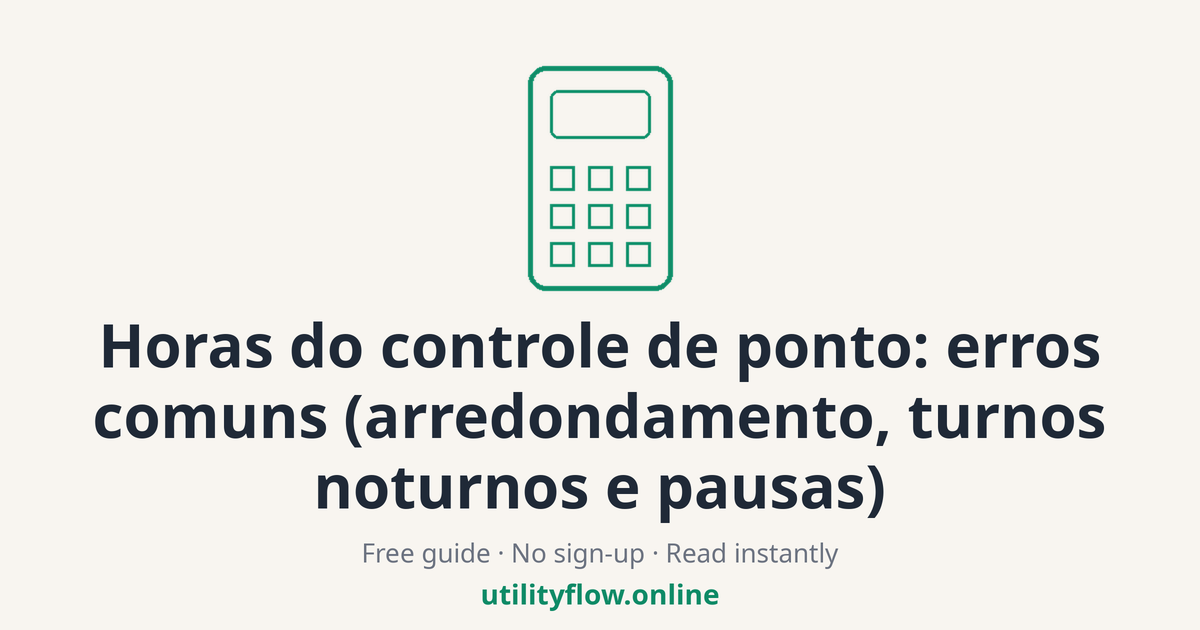 Horas do controle de ponto: erros
comuns (arredondamento, turnos
noturnos e pausas)
Free guide · No sign-up · Read instantly
utilityflow.online